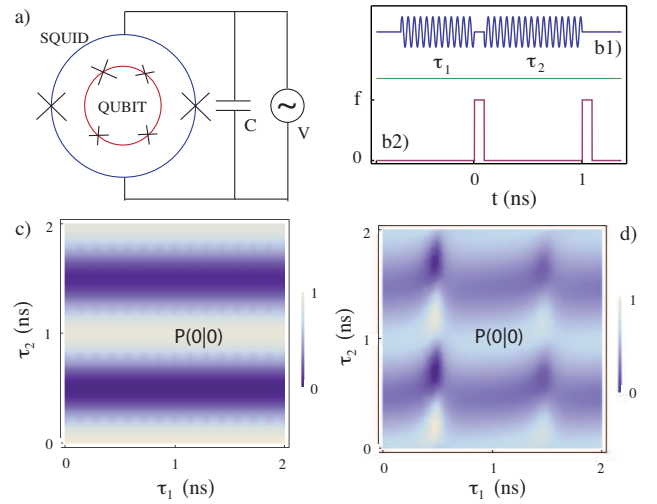 a)
SQUID
QUBIT
C
V
b1)
τ1
τ2
f
b2)
0
0
1
t (ns)
c)
2
1
0
τ2 (ns)
P(0|0)
1
0
0
1
2
τ1 (ns)
d)
2
1
0
τ2 (ns)
P(0|0)
1
0
0
1
2
τ1 (ns)